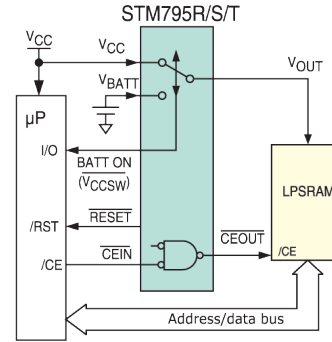 STM795R/S/T
VCC
VCC
VBATT
VOUT
µP
I/O
BATT ON
(VCCSW)
LPSRAM
RESET
/RST
CEIN
/CE
CEOUT
/CE
Address/data bus